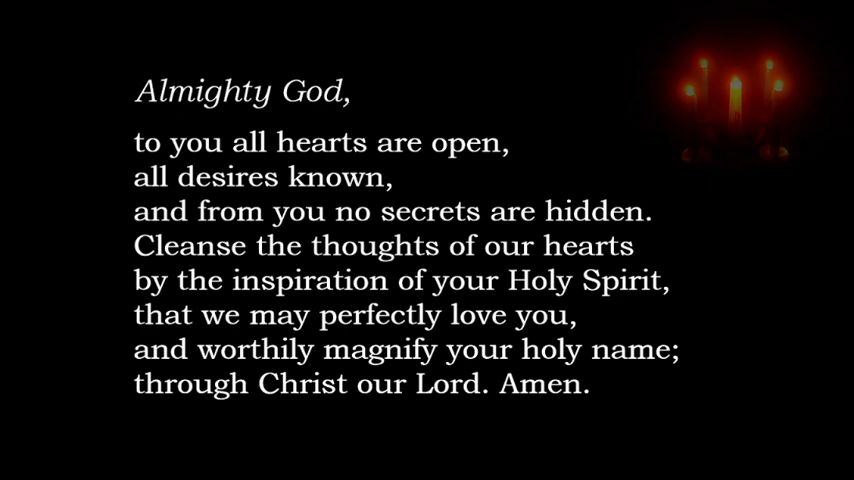 Almighty God,
to you all hearts are open,
all desires known,
and from you no secrets are hidden.
Cleanse the thoughts of our hearts
by the inspiration of your Holy Spirit,
that we may perfectly love you,
and worthily magnify your holy name;
through Christ our Lord. Amen.